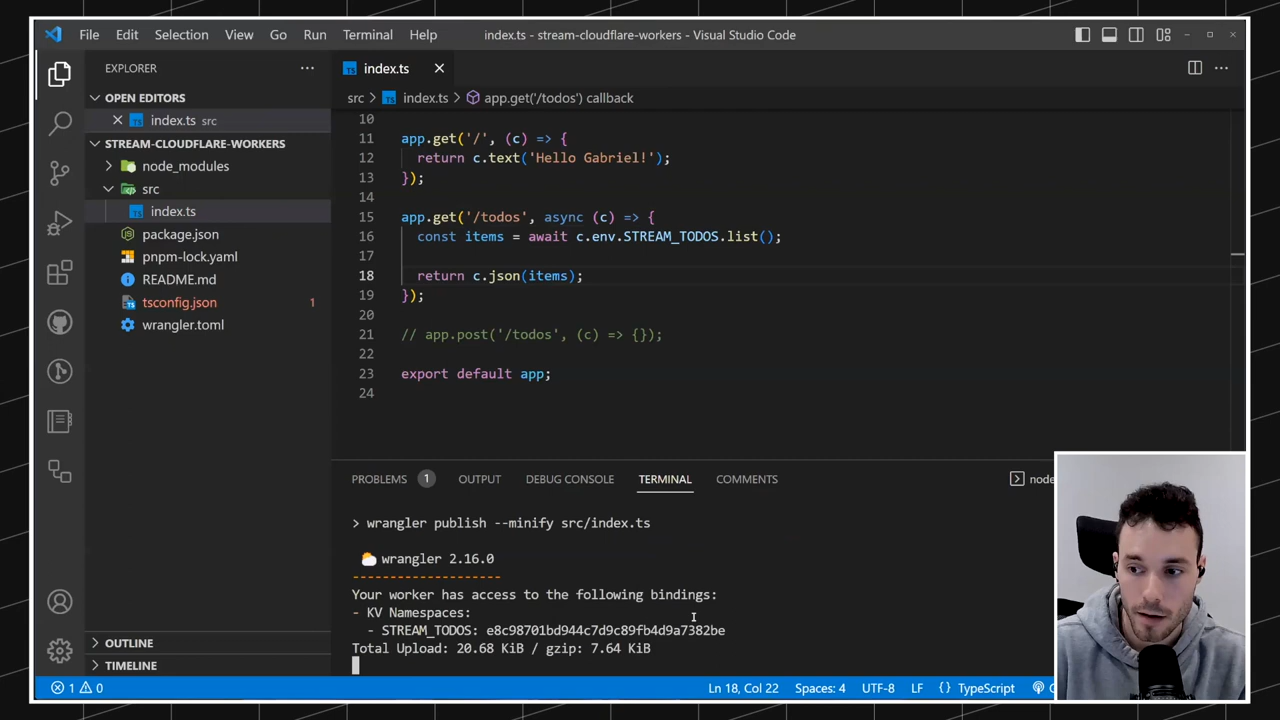 File Edit Selection View Go Run Terminal Help index.ts - stream-cloudflare-workers - Visual Studio Code
EXPLORER
OPEN EDITORS
index.ts src
STREAM-CLOUDFLARE-WORKERS
node_modules
src
index.ts
package.json
pnpm-lock.yaml
README.md
tsconfig.json 1
wrangler.toml
OUTLINE
TIMELINE
index.ts
src > index.ts > app.get('/todos') callback
10
11 app.get('/', (c) => {
12 return c.text('Hello Gabriel!');
13 });
14
15 app.get('/todos', async (c) => {
16 const items = await c.env.STREAM_TODOS.list();
17
18 return c.json(items);
19 });
20
21 // app.post('/todos', (c) => {});
22
23 export default app;
24
PROBLEMS 1 OUTPUT DEBUG CONSOLE TERMINAL COMMENTS node
> wrangler publish --minify src/index.ts
wrangler 2.16.0
--------------------
Your worker has access to the following bindings:
- KV Namespaces:
- STREAM_TODOS: e8c98701bd944c7d9c89fb4d9a7382be
Total Upload: 20.68 KiB / gzip: 7.64 KiB
1 0 Ln 18, Col 22 Spaces: 4 UTF-8 LF {} TypeScript